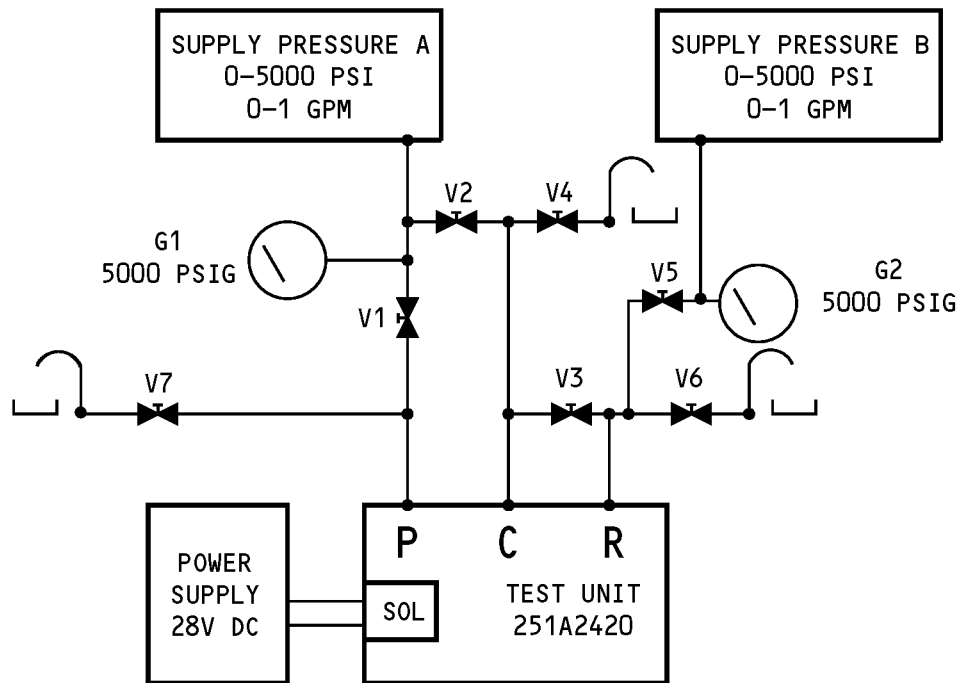 SUPPLY PRESSURE A
0-5000 PSI
0-1 GPM
SUPPLY PRESSURE B
0-5000 PSI
0-1 GPM
V2
V4
G1
5000 PSIG
V5
G2
5000 PSIG
V1
V7
V3
V6
P
C
R
POWER
SUPPLY
28V DC
SOL
TEST UNIT
251A2420